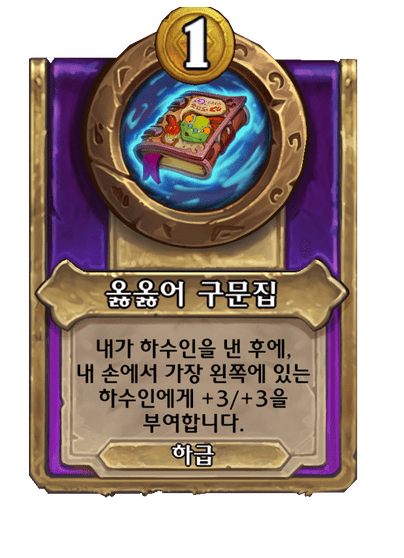 1
옳옳어 구문집
내가 하수인을 낸 후에,
내 손에서 가장 왼쪽에 있는
하수인에게 +3/+3을
부여합니다.
하급